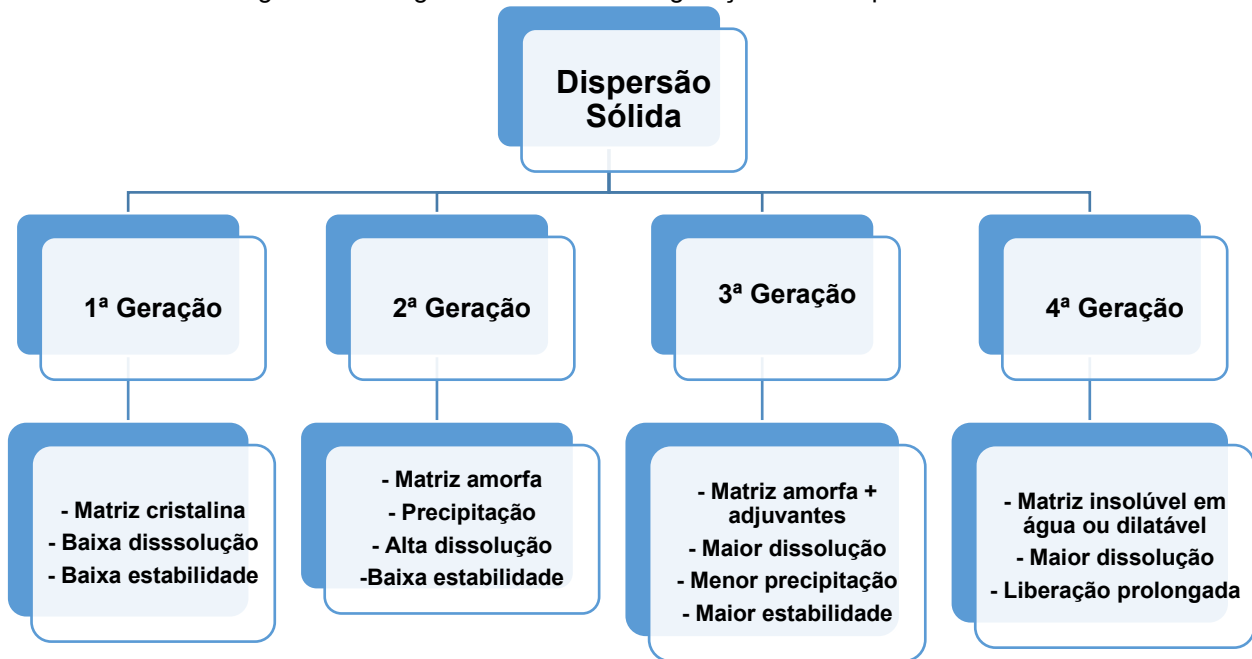 Dispersão
Sólida
1ª Geração
2ª Geração
3ª Geração
4ª Geração
- Matriz cristalina
- Baixa disssolução
- Baixa estabilidade
- Matriz amorfa
- Precipitação
- Alta dissolução
-Baixa estabilidade
- Matriz amorfa +
adjuvantes
- Maior dissolução
- Menor precipitação
- Maior estabilidade
- Matriz insolúvel em
água ou dilatável
- Maior dissolução
- Liberação prolongada